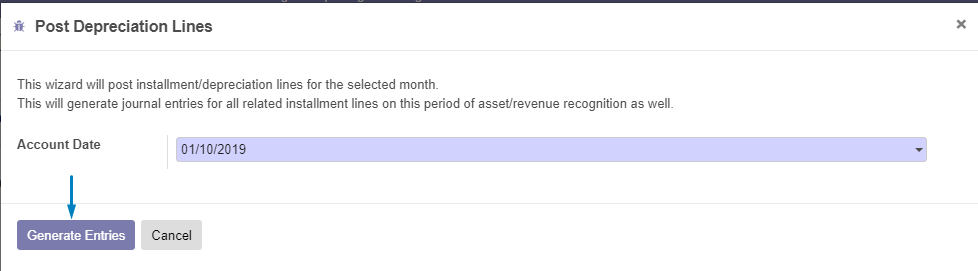 Post Depreciation Lines
×
This wizard will post installment/depreciation lines for the selected month.
This will generate journal entries for all related installment lines on this period of asset/revenue recognition as well.
Account Date
01/10/2019
Generate Entries
Cancel